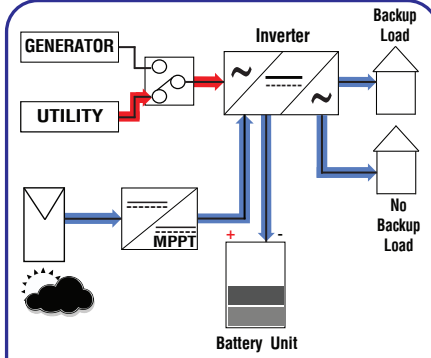 GENERATOR
UTILITY
Inverter
Backup
Load
No Backup
Load
MPPT
+ -
Battery Unit